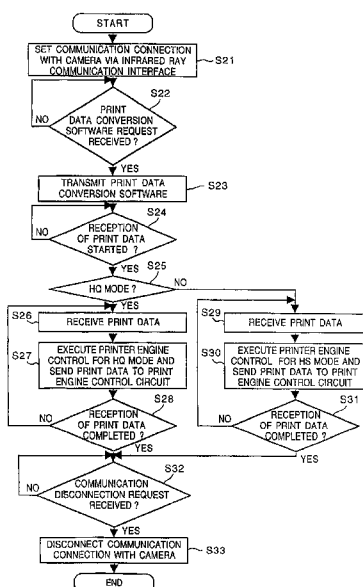 START
SET COMMUNICATION CONNECTION
WITH CAMERA VIA INFRARED RAY
COMMUNICATION INTERFACE
S21
S22
PRINT
DATA CONVERSION
SOFTWARE REQUEST
RECEIVED ?
NO
YES
TRANSMIT PRINT DATA
CONVERSION SOFTWARE
S23
S24
RECEPTION
OF PRINT DATA
STARTED ?
NO
YES
S25
HQ MODE ?
NO
YES
S26
RECEIVE PRINT DATA
S27
EXECUTE PRINTER ENGINE
CONTROL FOR HQ MODE AND
SEND PRINT DATA TO PRINT
ENGINE CONTROL CIRCUIT
S28
RECEPTION
OF PRINT DATA
COMPLETED ?
NO
YES
S29
RECEIVE PRINT DATA
S30
EXECUTE PRINTER ENGINE
CONTROL FOR HS MODE AND
SEND PRINT DATA TO PRINT
ENGINE CONTROL CIRCUIT
S31
RECEPTION
OF PRINT DATA
COMPLETED ?
NO
YES
S32
COMMUNICATION
DISCONNECTION REQUEST
RECEIVED ?
NO
YES
DISCONNECT COMMUNICATION
CONNECTION WITH CAMERA
S33
END